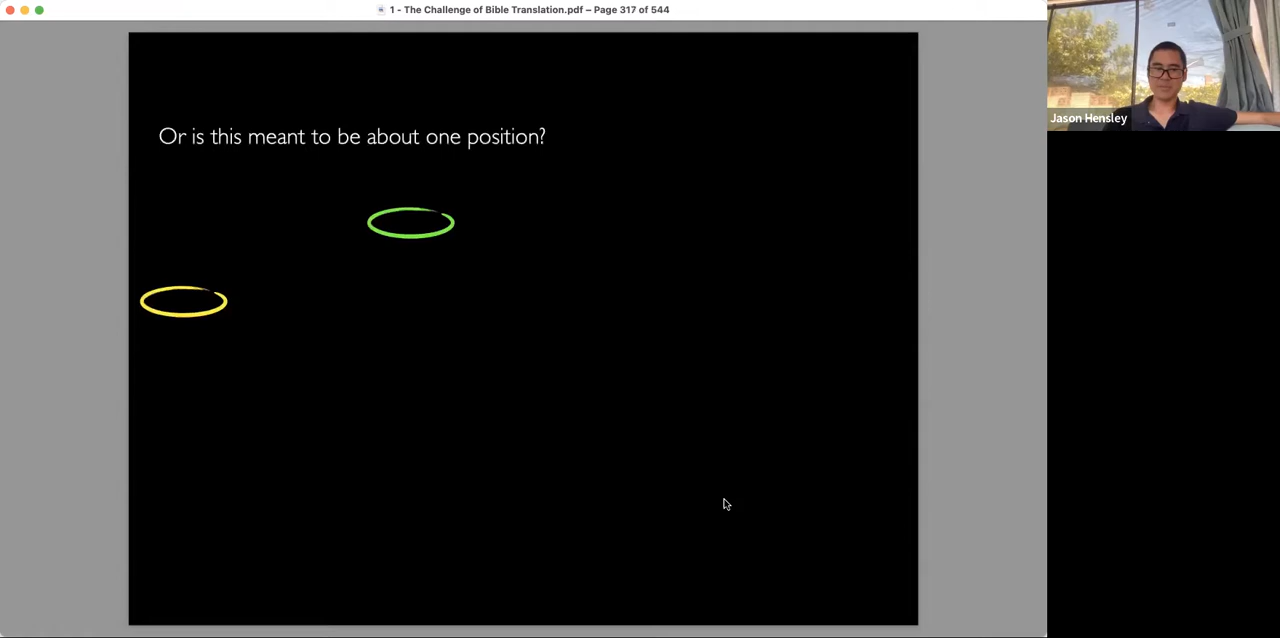 1 - The Challenge of Bible Translation.pdf – Page 317 of 544
Or is this meant to be about one position?
Jason Hensley